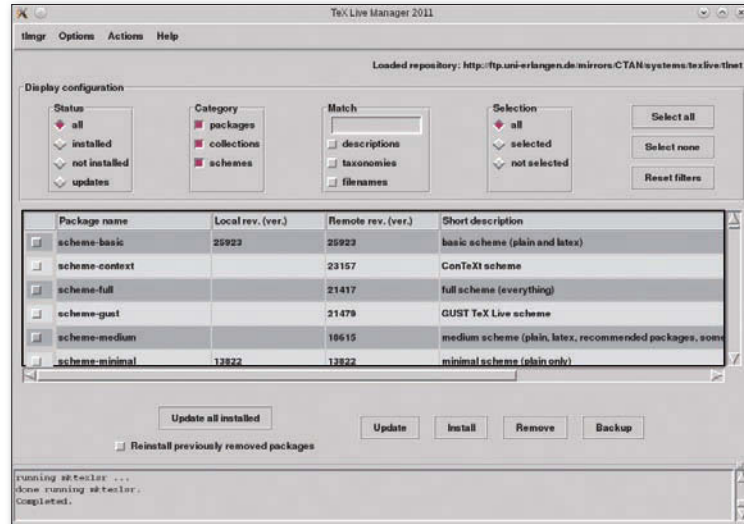 TeX Live Manager 2011
tlmgr Options Actions Help
Loaded repository: http://ftp.uni-erlangen.de/mirrors/CTAN/systems/texlive/tlnet
Display configuration
Status
all
installed
not installed
updates
Category
packages
collections
schemes
Match
descriptions
taxonomies
filenames
Selection
all
selected
not selected
Select all
Select none
Reset filters
Package name Local rev. (ver.) Remote rev. (ver.) Short description
scheme-basic 25923 25923 basic scheme (plain and latex)
scheme-context 23157 ConTeXt scheme
scheme-full 21417 full scheme (everything)
scheme-gust 21479 GUST TeX Live scheme
scheme-medium 18615 medium scheme (plain, latex, recommended packages, some
scheme-minimal 13822 13822 minimal scheme (plain only)
Update all installed
Reinstall previously removed packages
Update Install Remove Backup
running mktexlsr ...
done running mktexlsr.
Completed.